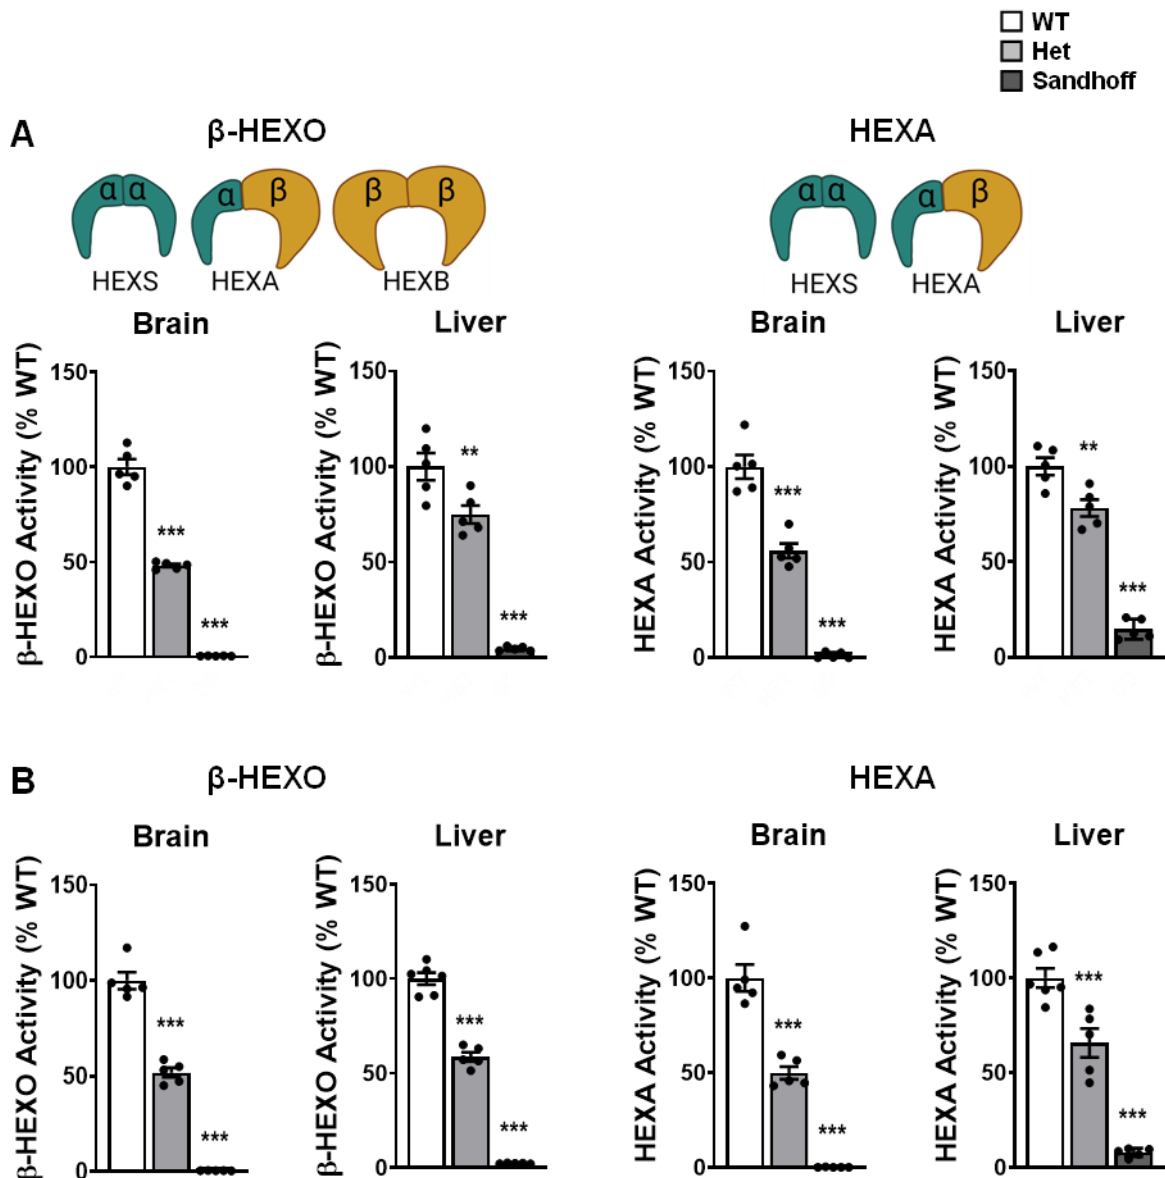 WT
Het
Sandhoff
A
β-HEXO
HEXA
α α
α β
β β
α α
α β
HEXS HEXA HEXB
HEXS HEXA
Brain
Liver
Brain
Liver
β-HEXO Activity (% WT)
150
100
50
0
***
***
β-HEXO Activity (% WT)
150
100
50
0
**
***
HEXA Activity (% WT)
150
100
50
0
***
***
HEXA Activity (% WT)
150
100
50
0
**
***
B
β-HEXO
HEXA
Brain
Liver
Brain
Liver
β-HEXO Activity (% WT)
150
100
50
0
***
***
β-HEXO Activity (% WT)
150
100
50
0
***
***
HEXA Activity (% WT)
150
100
50
0
***
***
HEXA Activity (% WT)
150
100
50
0
***
***